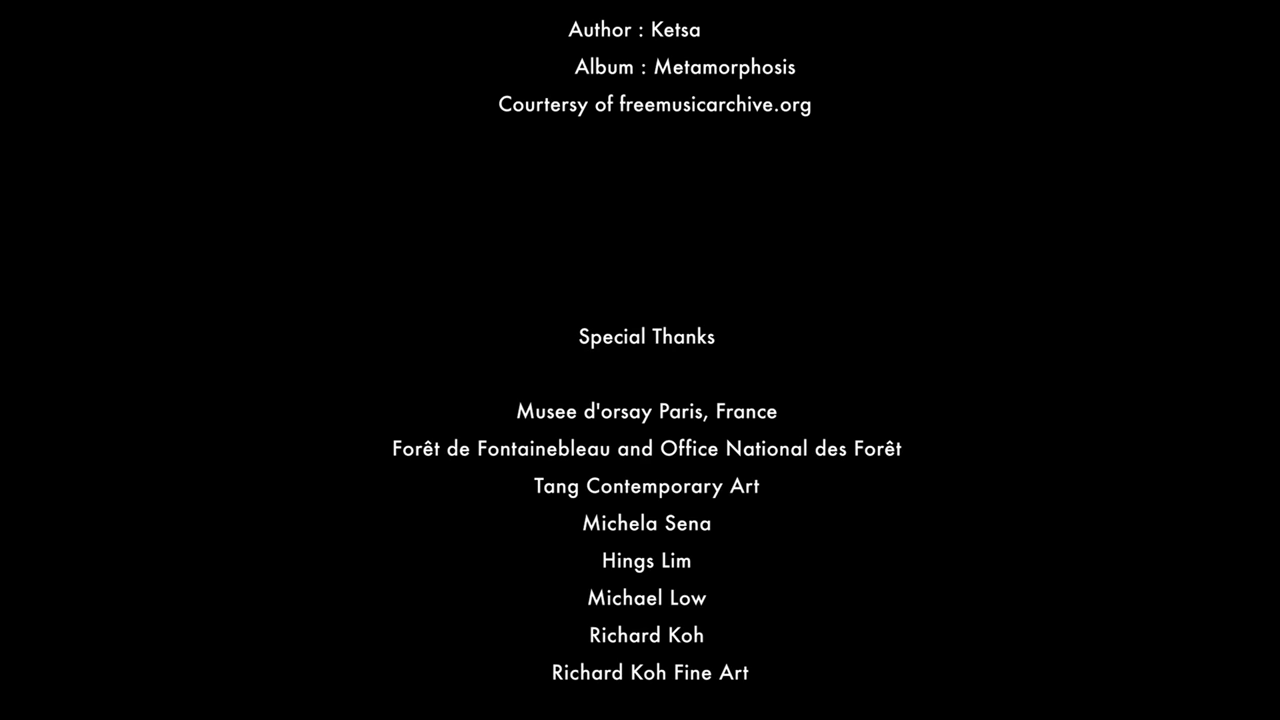 Author : Ketsa
Album : Metamorphosis
Courtersy of freemusicarchive.org
Special Thanks
Musee d'orsay Paris, France
Forêt de Fontainebleau and Office National des Forêt
Tang Contemporary Art
Michela Sena
Hings Lim
Michael Low
Richard Koh
Richard Koh Fine Art